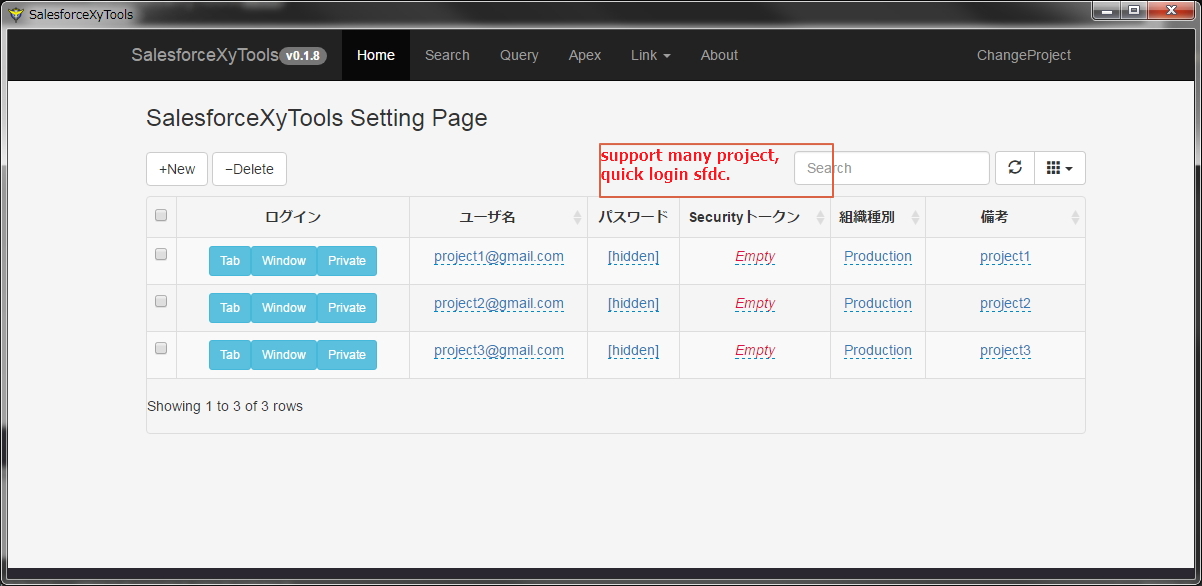 SalesforceXyTools
SalesforceXyTools v0.1.8 Home Search Query Apex Link About ChangeProject
SalesforceXyTools Setting Page
+New −Delete
support many project,
quick login sfdc.
Search
ログイン ユーザ名 パスワード Securityトークン 組織種別 備考
Tab Window Private project1@gmail.com [hidden] Empty Production project1
Tab Window Private project2@gmail.com [hidden] Empty Production project2
Tab Window Private project3@gmail.com [hidden] Empty Production project3
Showing 1 to 3 of 3 rows